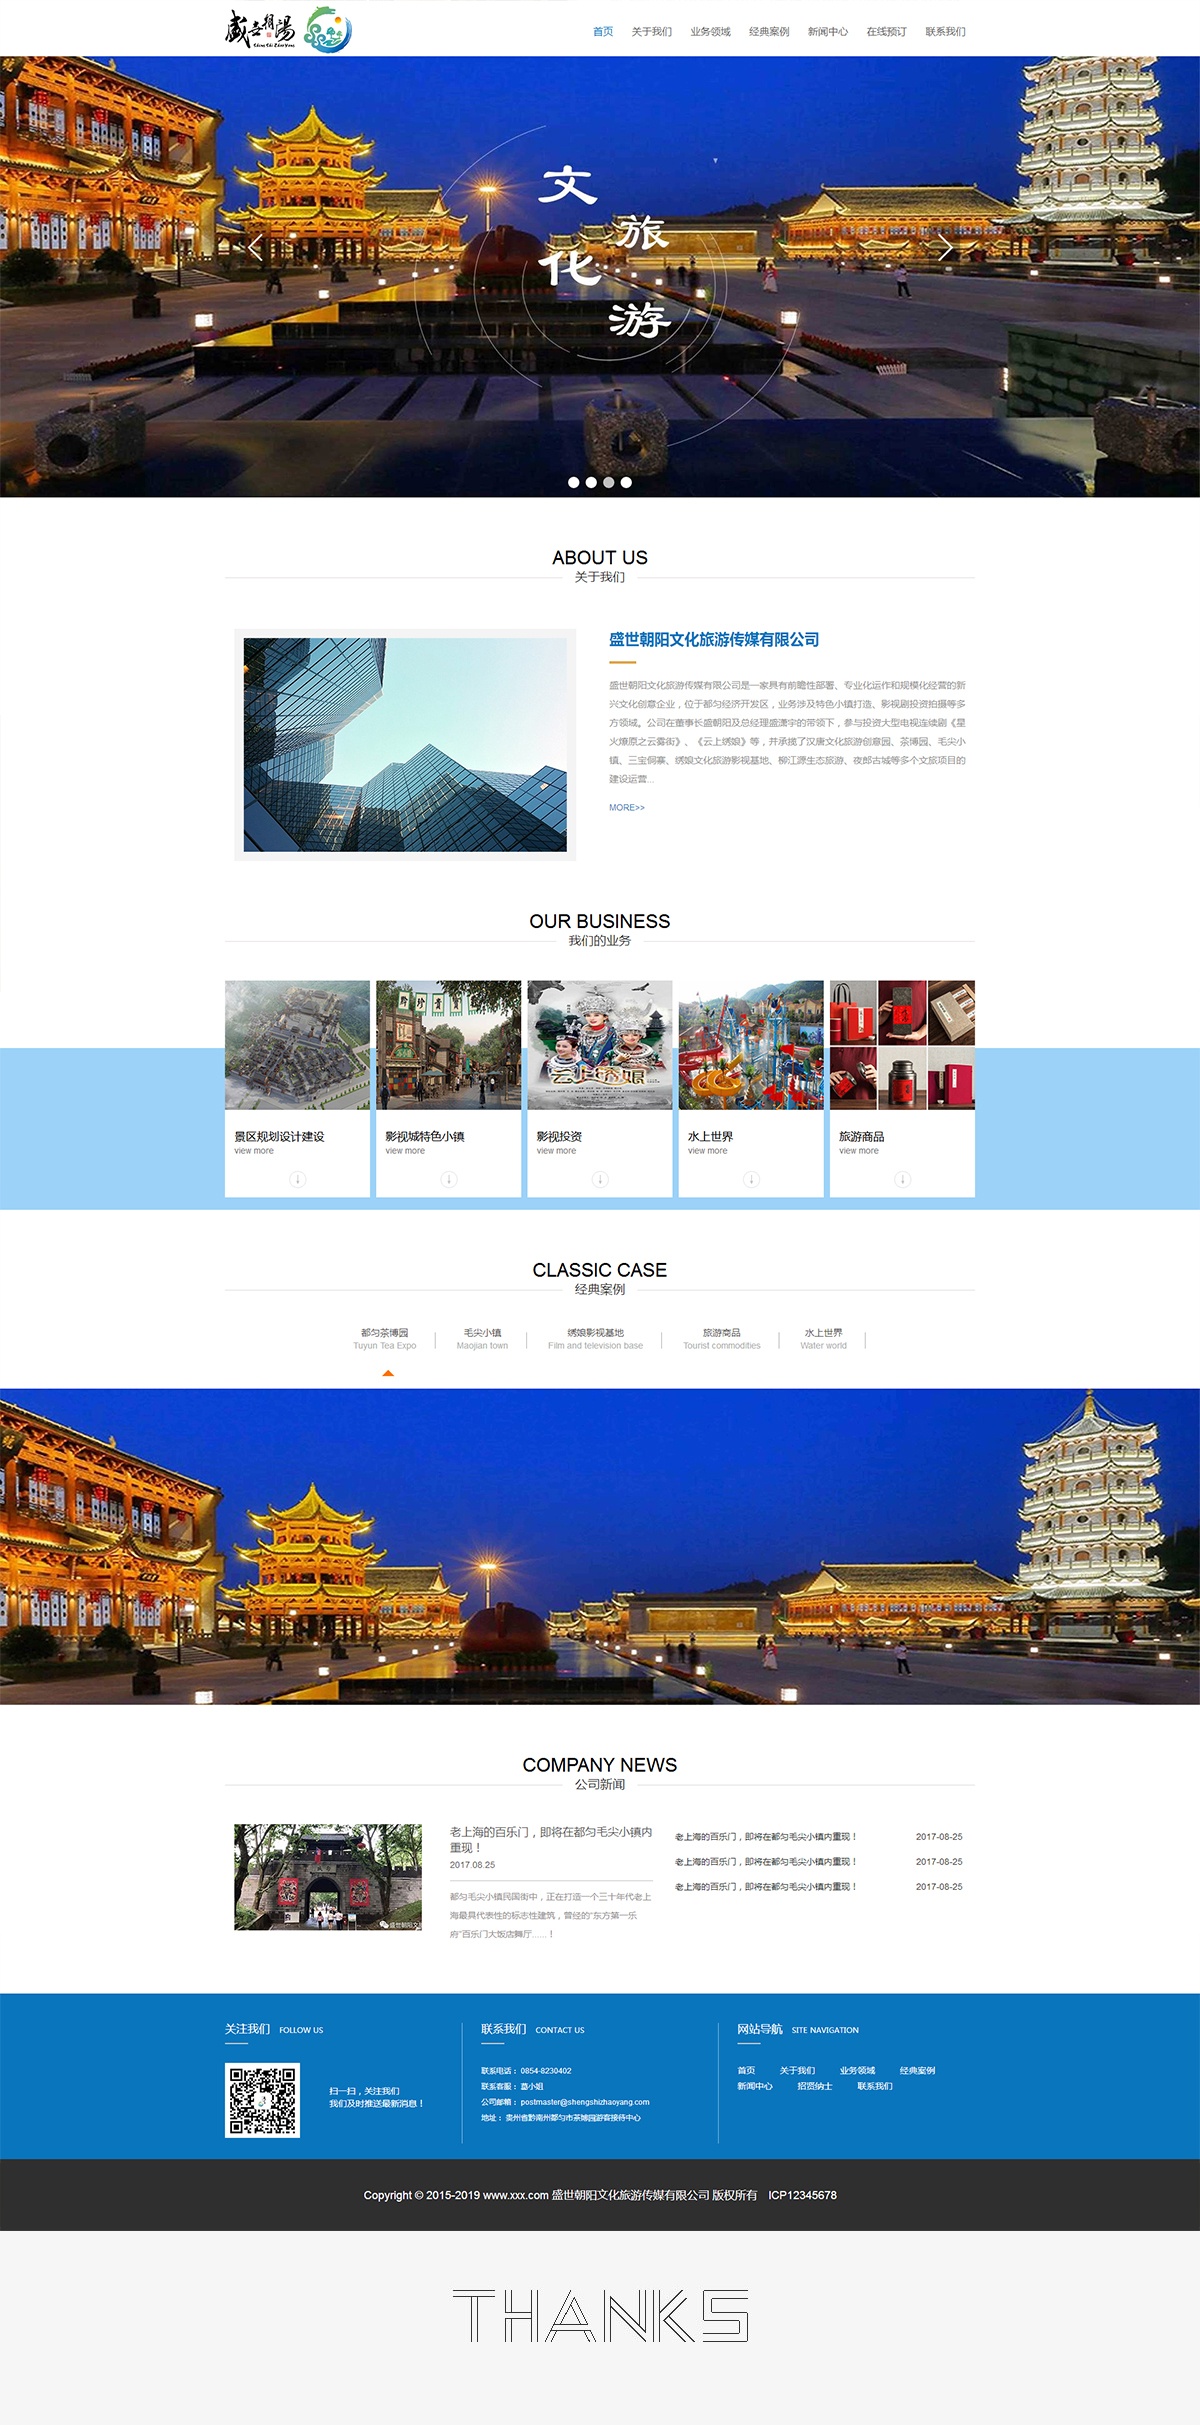 盛世朝陽
Sheng Shi Zhao Yang
首页 关于我们 业务领域 经典案例 新闻中心 在线预订 联系我们
文
旅
化
游
ABOUT US
关于我们
盛世朝阳文化旅游传媒有限公司
盛世朝阳文化旅游传媒有限公司是一家具有前瞻性部署、专业化运作和规模化经营的新
兴文化创意企业，位于都匀经济开发区，业务涉及特色小镇打造、影视剧投资拍摄等多
方领域。公司在董事长盛朝阳及总经理盛潇宇的带领下，参与投资大型电视连续剧《星
火燎原之云雾街》、《云上绣娘》等，并承揽了汉唐文化旅游创意园、茶博园、毛尖小
镇、三宝侗寨、绣娘文化旅游影视基地、柳江源生态旅游、夜郎古城等多个文旅项目的
建设运营...
MORE>>
OUR BUSINESS
我们的业务
黔珍贵宝
云上绣娘
景区规划设计建设
view more
影视城特色小镇
view more
影视投资
view more
水上世界
view more
旅游商品
view more
CLASSIC CASE
经典案例
都匀茶博园 毛尖小镇 绣娘影视基地 旅游商品 水上世界
Tuyun Tea Expo Maojian town Film and television base Tourist commodities Water world
COMPANY NEWS
公司新闻
盛世朝阳文
老上海的百乐门，即将在都匀毛尖小镇内
重现！
2017.08.25
都匀毛尖小镇民国街中，正在打造一个三十年代老上
海最具代表性的标志性建筑，曾经的“东方第一乐
府”百乐门大饭店舞厅......！
老上海的百乐门，即将在都匀毛尖小镇内重现！ 2017-08-25
老上海的百乐门，即将在都匀毛尖小镇内重现！ 2017-08-25
老上海的百乐门，即将在都匀毛尖小镇内重现！ 2017-08-25
关注我们 FOLLOW US
扫一扫，关注我们
我们及时推送最新消息！
联系我们 CONTACT US
联系电话： 0854-8230402
联系客服： 莫小姐
公司邮箱： postmaster@shengshizhaoyang.com
地址： 贵州省黔南州都匀市茶博园游客接待中心
网站导航 SITE NAVIGATION
首页 关于我们 业务领域 经典案例
新闻中心 招贤纳士 联系我们
Copyright © 2015-2019 www.xxx.com 盛世朝阳文化旅游传媒有限公司 版权所有 ICP12345678
THANKS